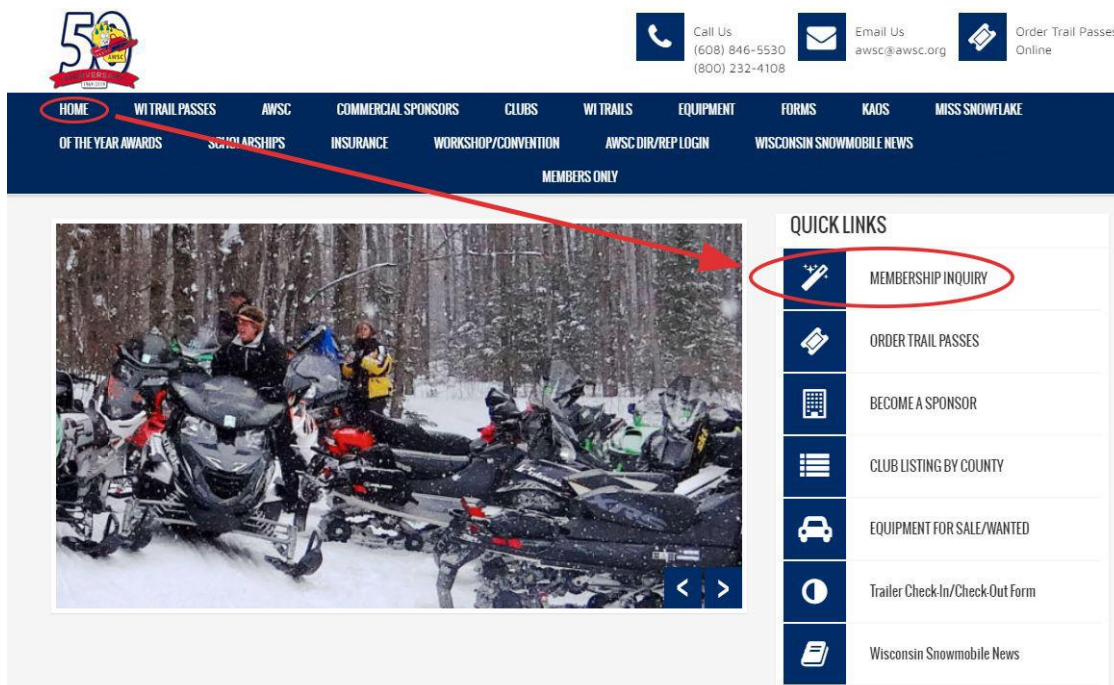 50
AWSC
ANNIVERSARY
Call Us
(608) 846-5530
(800) 232-4108
Email Us
awsc@awsc.org
Order Trail Passes
Online
HOME WI TRAIL PASSES AWSC COMMERCIAL SPONSORS CLUBS WI TRAILS EQUIPMENT FORMS KAOS MISS SNOWFLAKE
OF THE YEAR AWARDS SCHOLARSHIPS INSURANCE WORKSHOP/CONVENTION AWSC DIR/REP LOGIN WISCONSIN SNOWMOBILE NEWS
MEMBERS ONLY
QUICK LINKS
MEMBERSHIP INQUIRY
ORDER TRAIL PASSES
BECOME A SPONSOR
CLUB LISTING BY COUNTY
EQUIPMENT FOR SALE/WANTED
Trailer Check-In/Check-Out Form
Wisconsin Snowmobile News